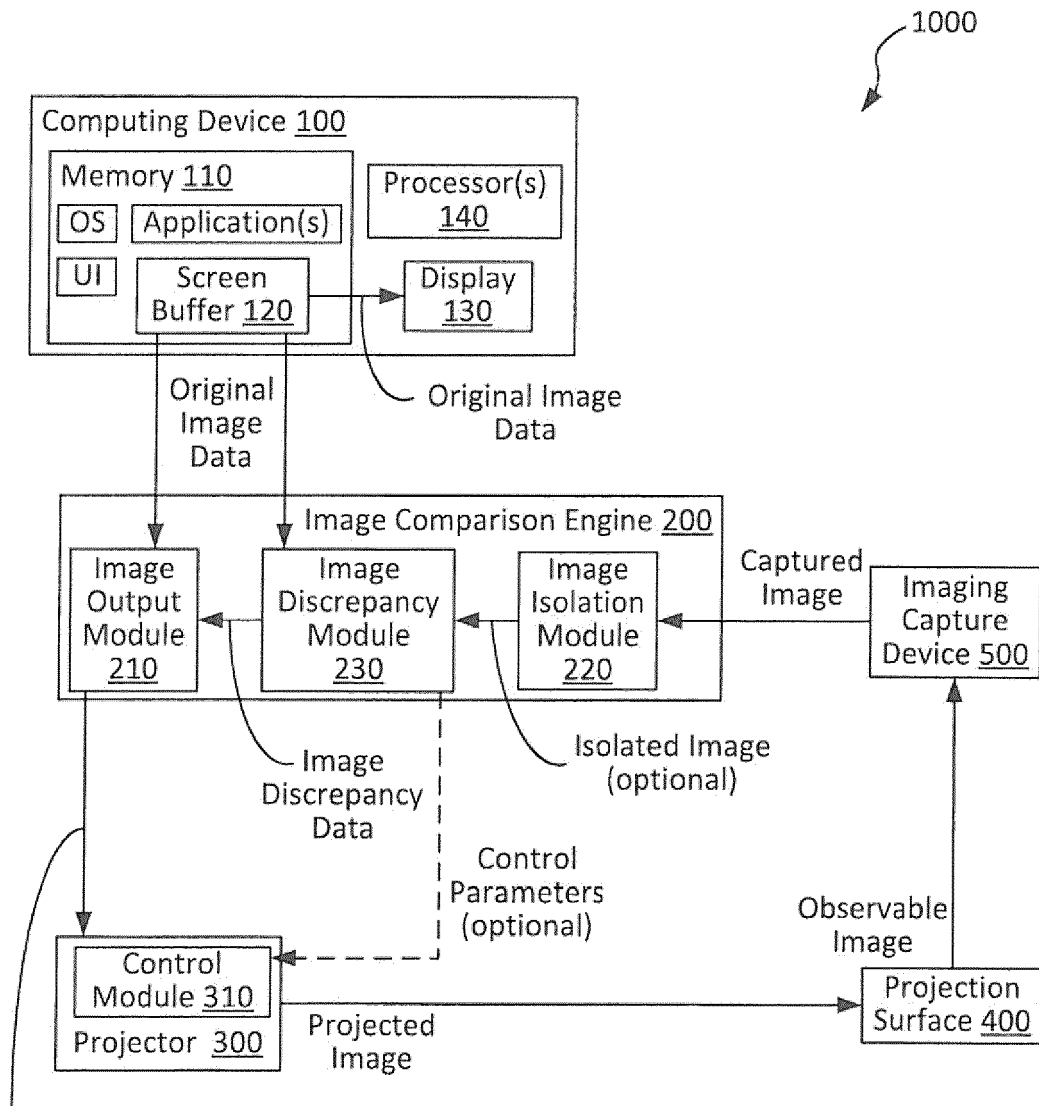 1000
Computing Device 100
Memory 110
OS
Application(s)
UI
Screen
Buffer 120
Processor(s)
140
Display
130
Original
Image
Data
Original Image
Data
Image Comparison Engine 200
Image
Output
Module
210
Image
Discrepancy
Module
230
Image
Isolation
Module
220
Captured
Image
Imaging
Capture
Device 500
Image
Discrepancy
Data
Isolated Image
(optional)
Control
Parameters
(optional)
Observable
Image
Control
Module 310
Projector 300
Projected
Image
Projection
Surface 400